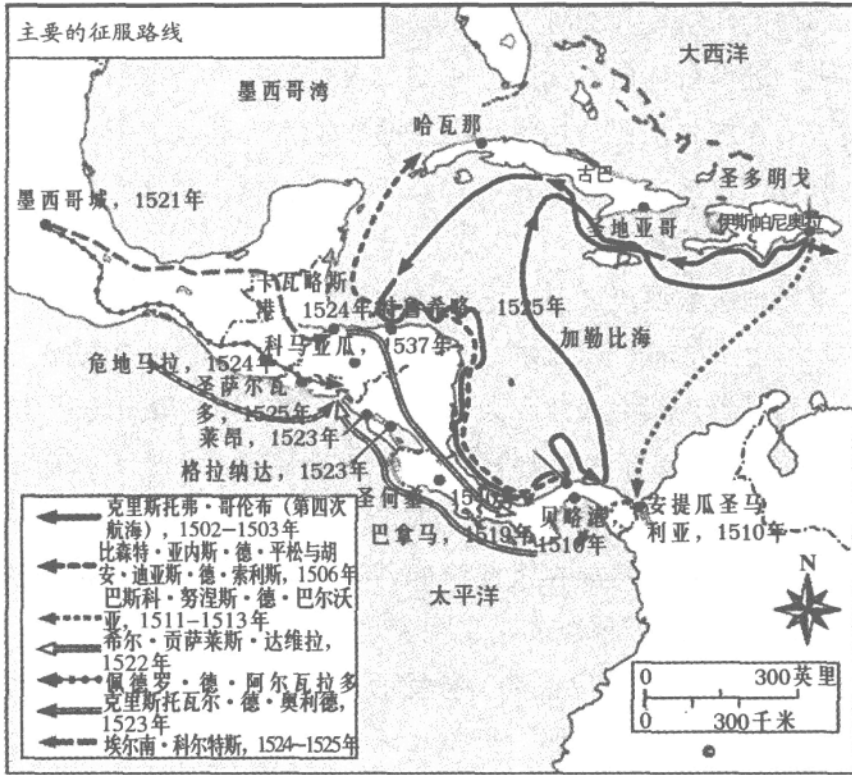 主要的征服路线
大西洋
墨西哥湾
哈瓦那
古巴
圣多明戈
墨西哥城，1521年
圣地亚哥
伊斯帕尼奥拉
卡瓦略斯
港，1524年
特鲁希略
1525年
加勒比海
科马亚瓜，1537年
危地马拉，1524年
圣萨尔瓦
多，1525年
莱昂，1523年
格拉纳达，1523年
圣何塞
巴拿马，1519年
贝略港
1510年
安提瓜圣马
利亚，1510年
太平洋
克里斯托弗·哥伦布（第四次
航海），1502-1503年
比森特·亚内斯·德·平松与胡
安·迪亚斯·德·索利斯，1506年
巴斯科·努涅斯·德·巴尔沃
亚，1511-1513年
希尔·贡萨莱斯·达维拉，
1522年
佩德罗·德·阿尔瓦拉多
克里斯托瓦尔·德·奥利德，
1523年
埃尔南·科尔特斯，1524-1525年
N
0 300英里
0 300千米